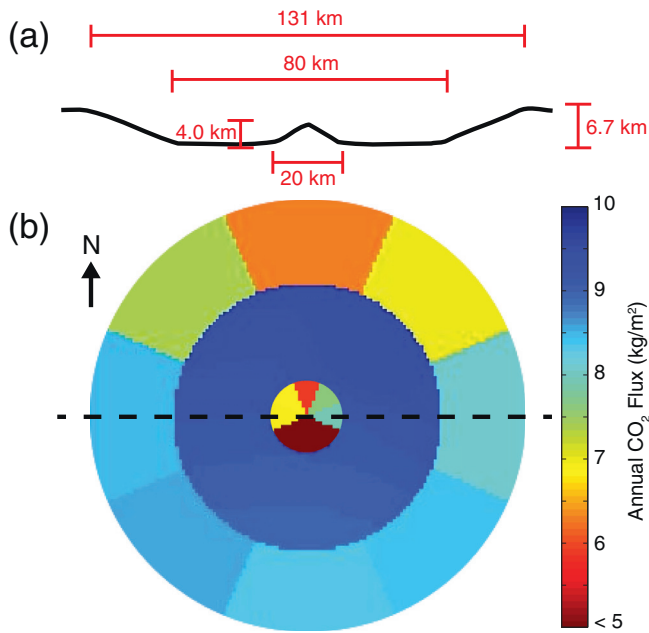 (a)
131 km
80 km
4.0 km
6.7 km
20 km
(b)
N
10
9
8
7
6
< 5
Annual CO₂ Flux (kg/m²)